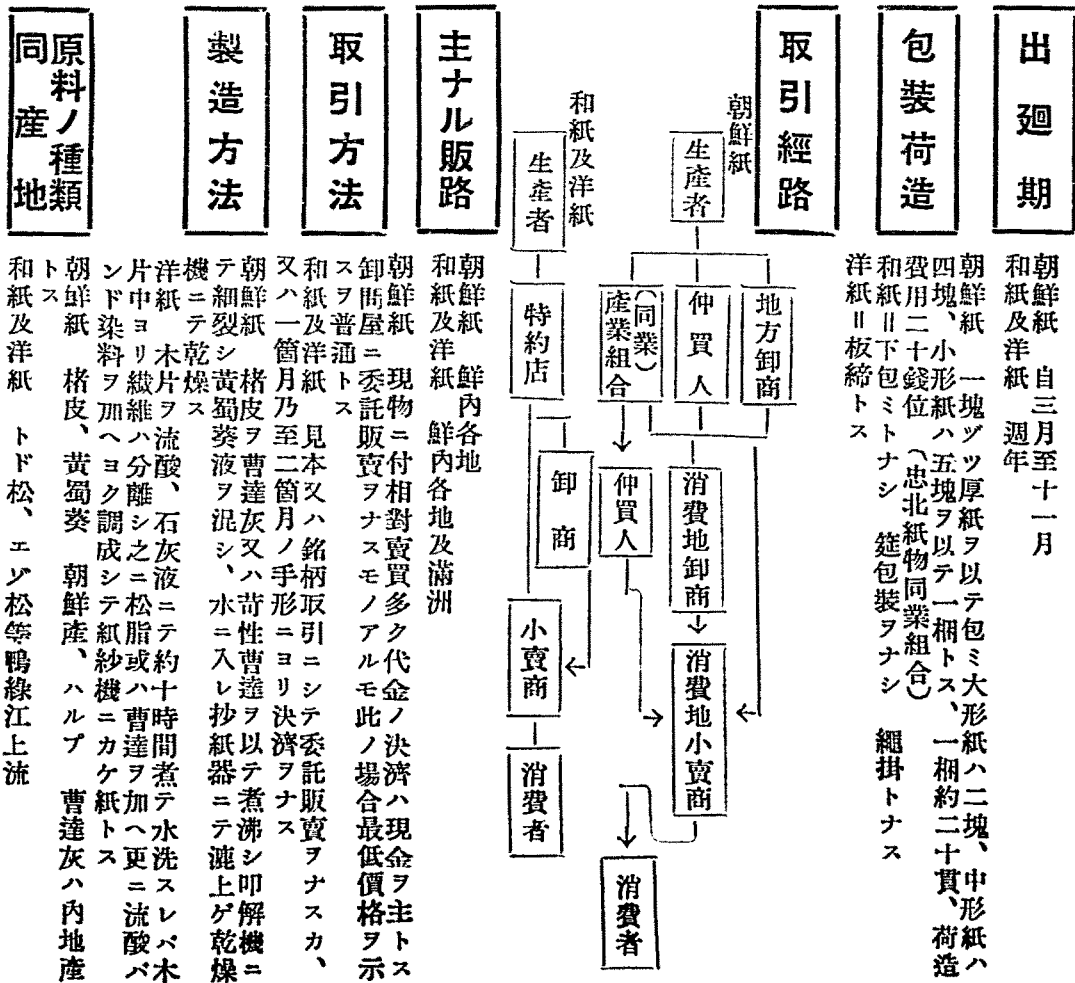 出廻期
朝鮮紙　自三月至十一月
和紙及洋紙　週年
包装荷造
朝鮮紙　一塊ヅツ厚紙ヲ以テ包ミ大形紙ハ二塊、中形紙ハ
四塊、小形紙ハ五塊ヲ以テ一梱トス、一梱約二十貫、荷造
費用二十錢位（忠北紙物同業組合）
和紙＝下包ミトナシ　筵包裝ヲナシ　繩掛トナス
洋紙＝板締トス
取引經路
朝鮮紙
生産者
地方卸商
仲買人
（同業）
産業組合
消費地卸商
仲買人
消費地小賣商
消費者
和紙及洋紙
生産者
特約店
卸商
小賣商
消費者
主ナル販路
朝鮮紙　鮮內各地
和紙及洋紙　鮮內各地及滿洲
取引方法
朝鮮紙　現物ニ付相對賣買多ク代金ノ決濟ハ現金ヲ主トス
卸問屋ニ委託販賣ヲナスモノアルモ此ノ場合最低價格ヲ示
スヲ普通トス
和紙及洋紙　見本又ハ銘柄取引ニシテ委託販賣ヲナスカ、
又ハ一箇月乃至二箇月ノ手形ニヨリ決濟ヲナス
製造方法
朝鮮紙　楮皮ヲ曹達灰又ハ苛性曹達ヲ以テ煮沸シ叩解機ニ
テ細裂シ黃蜀葵液ヲ混シ、水ニ入レ抄紙器ニテ漉上ゲ乾燥
機ニテ乾燥ス
洋紙　木片ヲ流酸、石灰液ニテ約十時間煮テ水洗スレバ木
片中ヨリ纖維ハ分離シ之ニ松脂或ハ曹達ヲ加ヘ更ニ流酸バ
ンド染料ヲ加ヘヨク調成シテ紙紗機ニカケ紙トス
原料ノ種類
同産地
朝鮮紙　楮皮、黃蜀葵　朝鮮産、ハルプ　曹達灰ハ內地産
トス
和紙及洋紙　トド松、エゾ松等鴨綠江上流